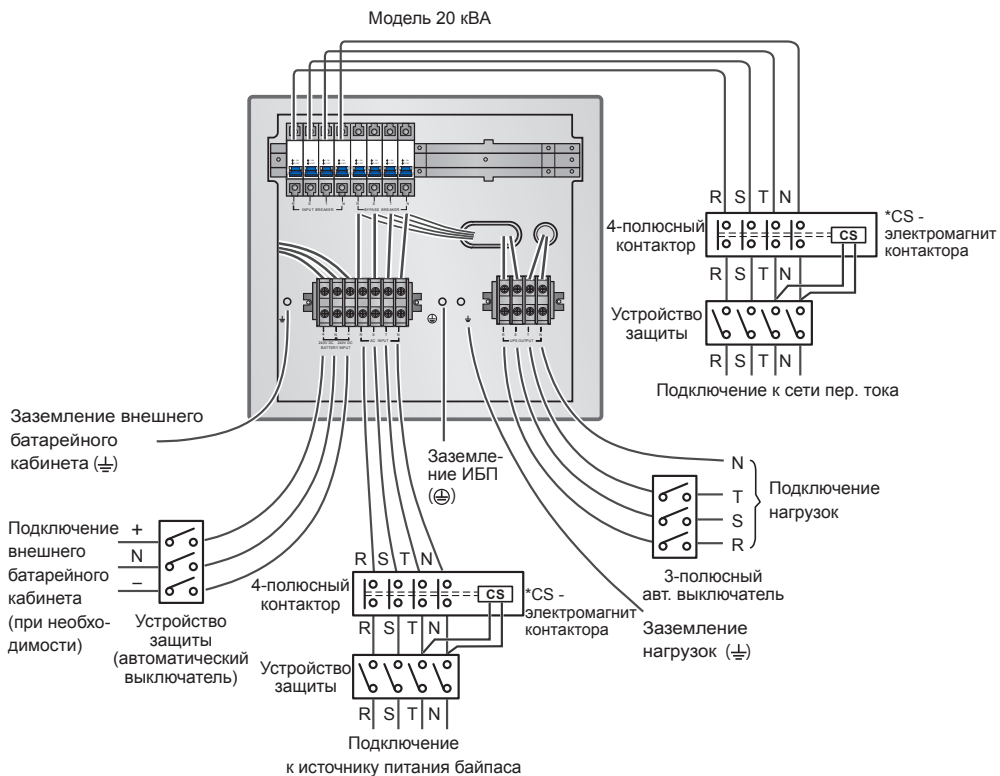 Модель 20 кВА
R S T N
4-полюсный
контактор
CS
*CS -
электромагнит
контактора
R S T N
Устройство
защиты
R S T N
Подключение к сети пер. тока
INPUT BREAKER
BYPASS BREAKER
BATTERY INPUT
AC INPUT
UPS OUTPUT
Заземление внешнего
батарейного
кабинета (⏚)
Заземле-
ние ИБП
(⏚)
N
T
S
R
Подключение
нагрузок
3-полюсный
авт. выключатель
Заземление
нагрузок (⏚)
Подключение
внешнего
батарейного
кабинета
(при необхо-
димости)
+
N
–
Устройство
защиты
(автоматический
выключатель)
R S T N
4-полюсный
контактор
CS
*CS -
электромагнит
контактора
R S T N
Устройство
защиты
R S T N
Подключение
к источнику питания байпаса